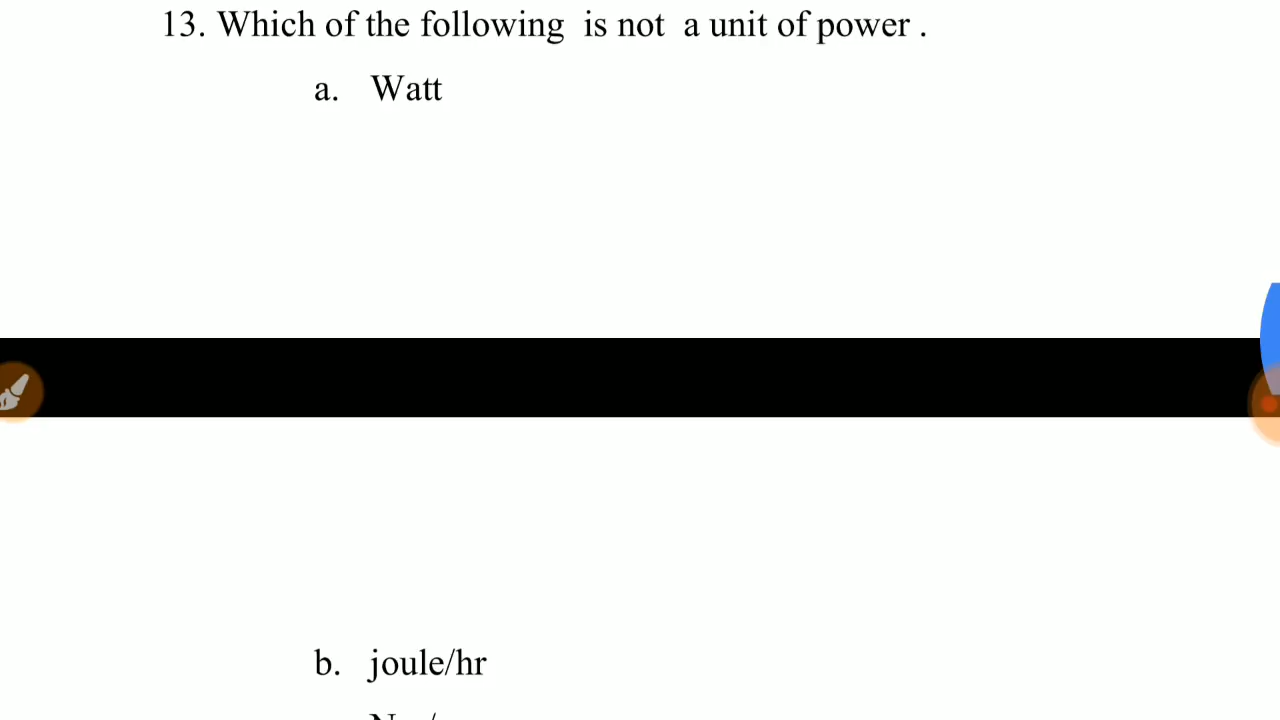 13. Which of the following is not a unit of power .
a. Watt
b. joule/hr